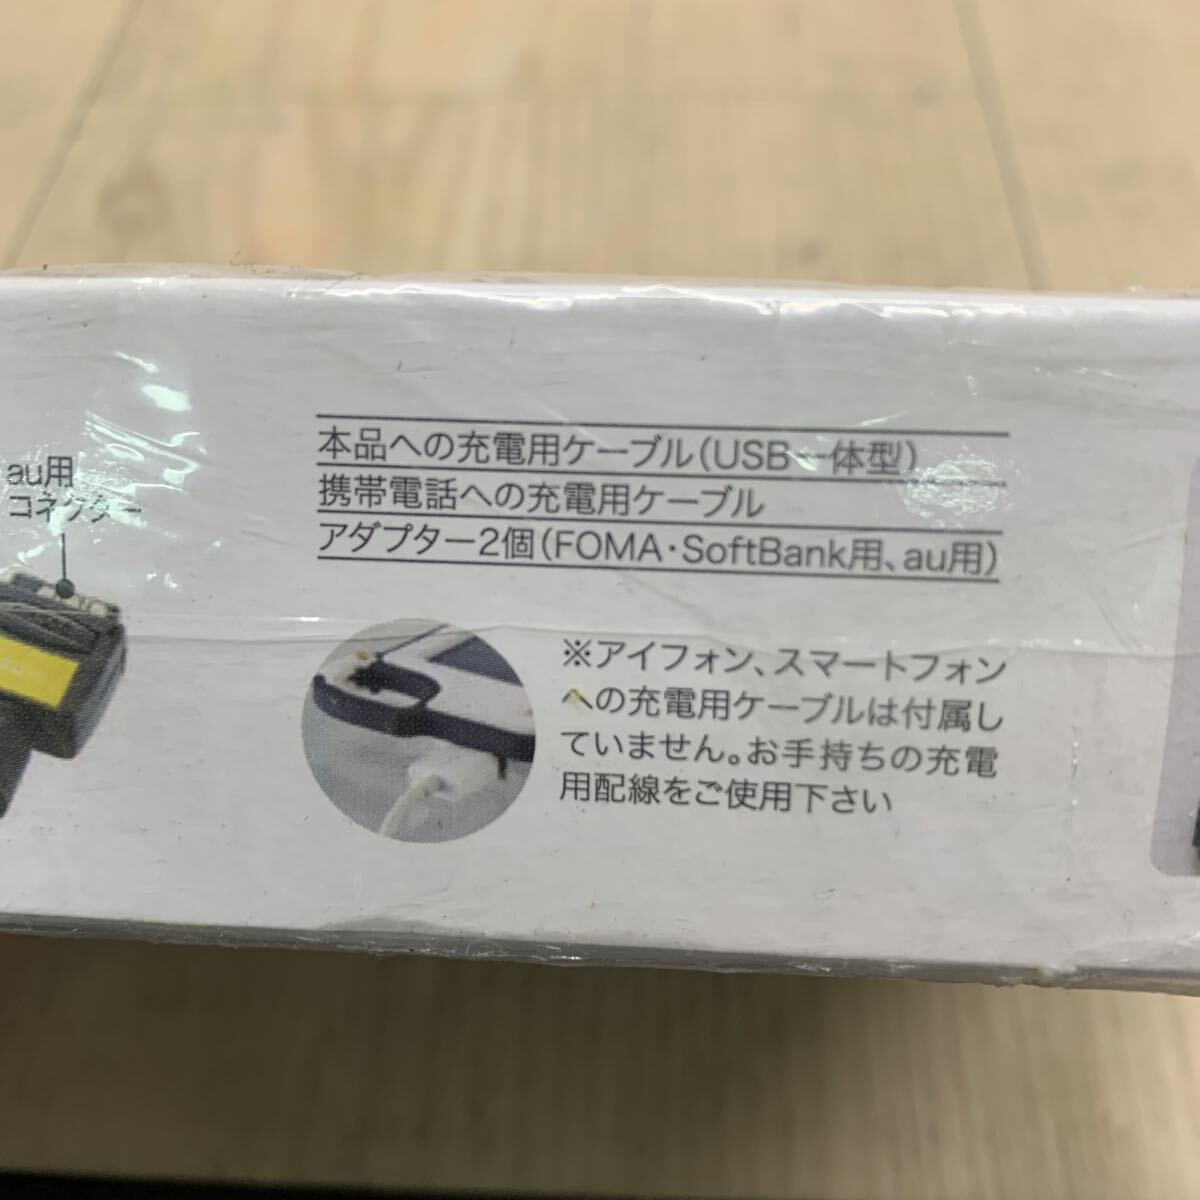 au用
コネクター
本品への充電用ケーブル(USB一体型)
携帯電話への充電用ケーブル
アダプター2個(FOMA・SoftBank用、au用)
※アイフォン、スマートフォン
への充電用ケーブルは付属し
ていません。お手持ちの充電
用配線をご使用下さい